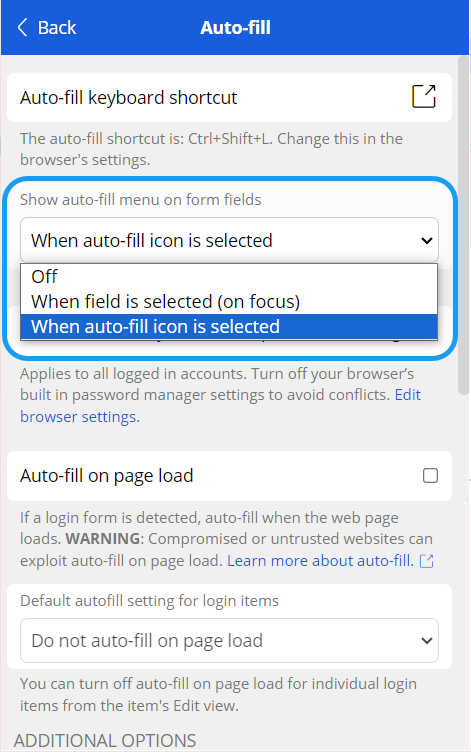 Back
Auto-fill
Auto-fill keyboard shortcut
The auto-fill shortcut is: Ctrl+Shift+L. Change this in the
browser's settings.
Show auto-fill menu on form fields
When auto-fill icon is selected
Off
When field is selected (on focus)
When auto-fill icon is selected
Applies to all logged in accounts. Turn off your browser's
built in password manager settings to avoid conflicts. Edit
browser settings.
Auto-fill on page load
If a login form is detected, auto-fill when the web page
loads. WARNING: Compromised or untrusted websites can
exploit auto-fill on page load. Learn more about auto-fill.
Default autofill setting for login items
Do not auto-fill on page load
You can turn off auto-fill on page load for individual login
items from the item's Edit view.
ADDITIONAL OPTIONS